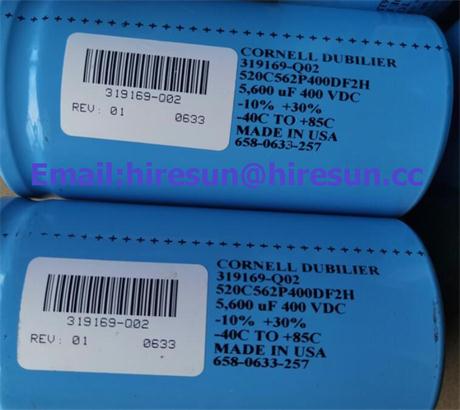 CORNELL DUBILIER
319169-Q02
520C562P400DF2H
5,600 uF 400 VDC
-10% +30%
-40C TO +85C
MADE IN USA
658-0633-257
319169-Q02
REV: 01 0633
Email:hiresun@hiresun.cc
CORNELL DUBILIER
319169-Q02
520C562P400DF2H
5,600 uF 400 VDC
-10% +30%
-40C TO +85C
MADE IN USA
658-0633-257
319169-Q02
REV: 01 0633